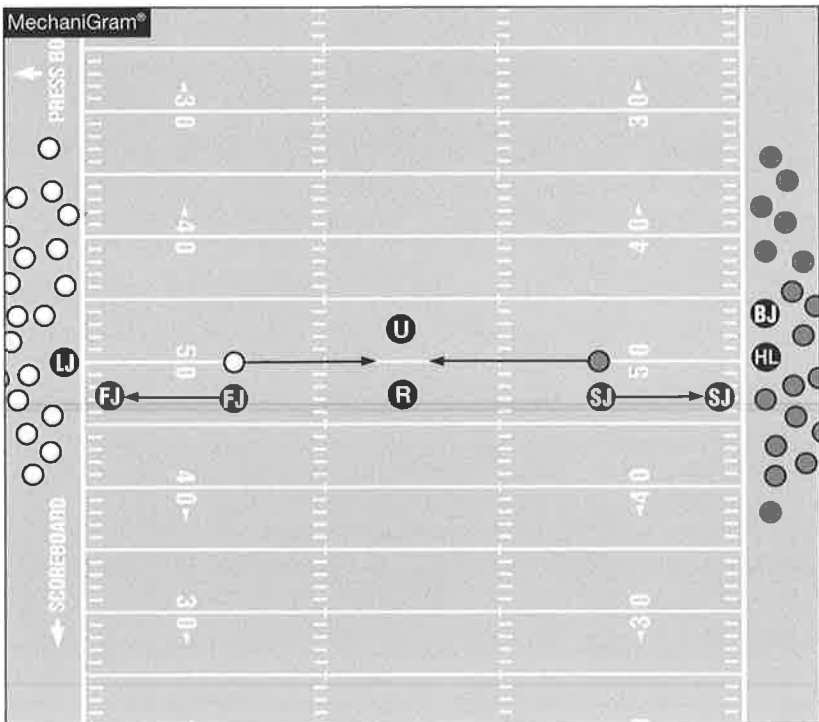 MechaniGram®
PRESS BO
◄30
30►
◄40
40►
U
BJ
LJ
50
50
HL
FJ
FJ
R
SJ
SJ
40►
◄40
SCOREBOARD
30►
◄30